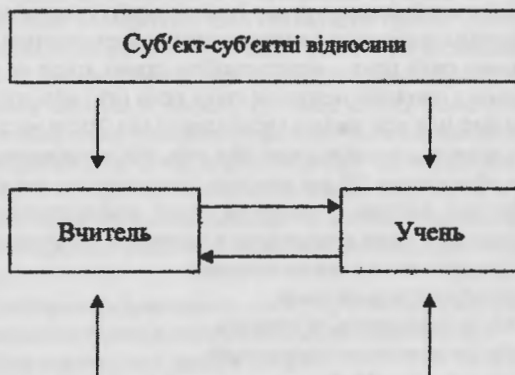 Суб'єкт-суб'єктні відносини
Вчитель
Учень